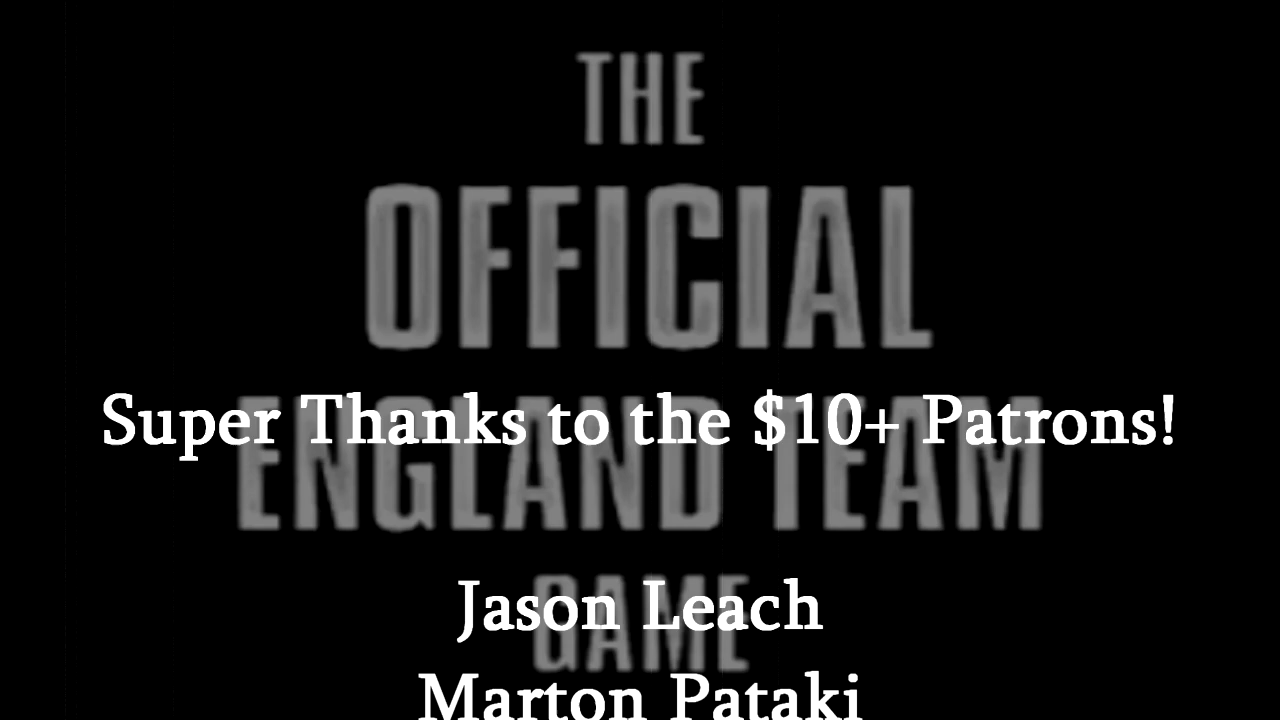 THE
OFFICIAL
Super Thanks to the $10+ Patrons!
ENGLAND TEAM
Jason Leach
GAME
Marton Pataki